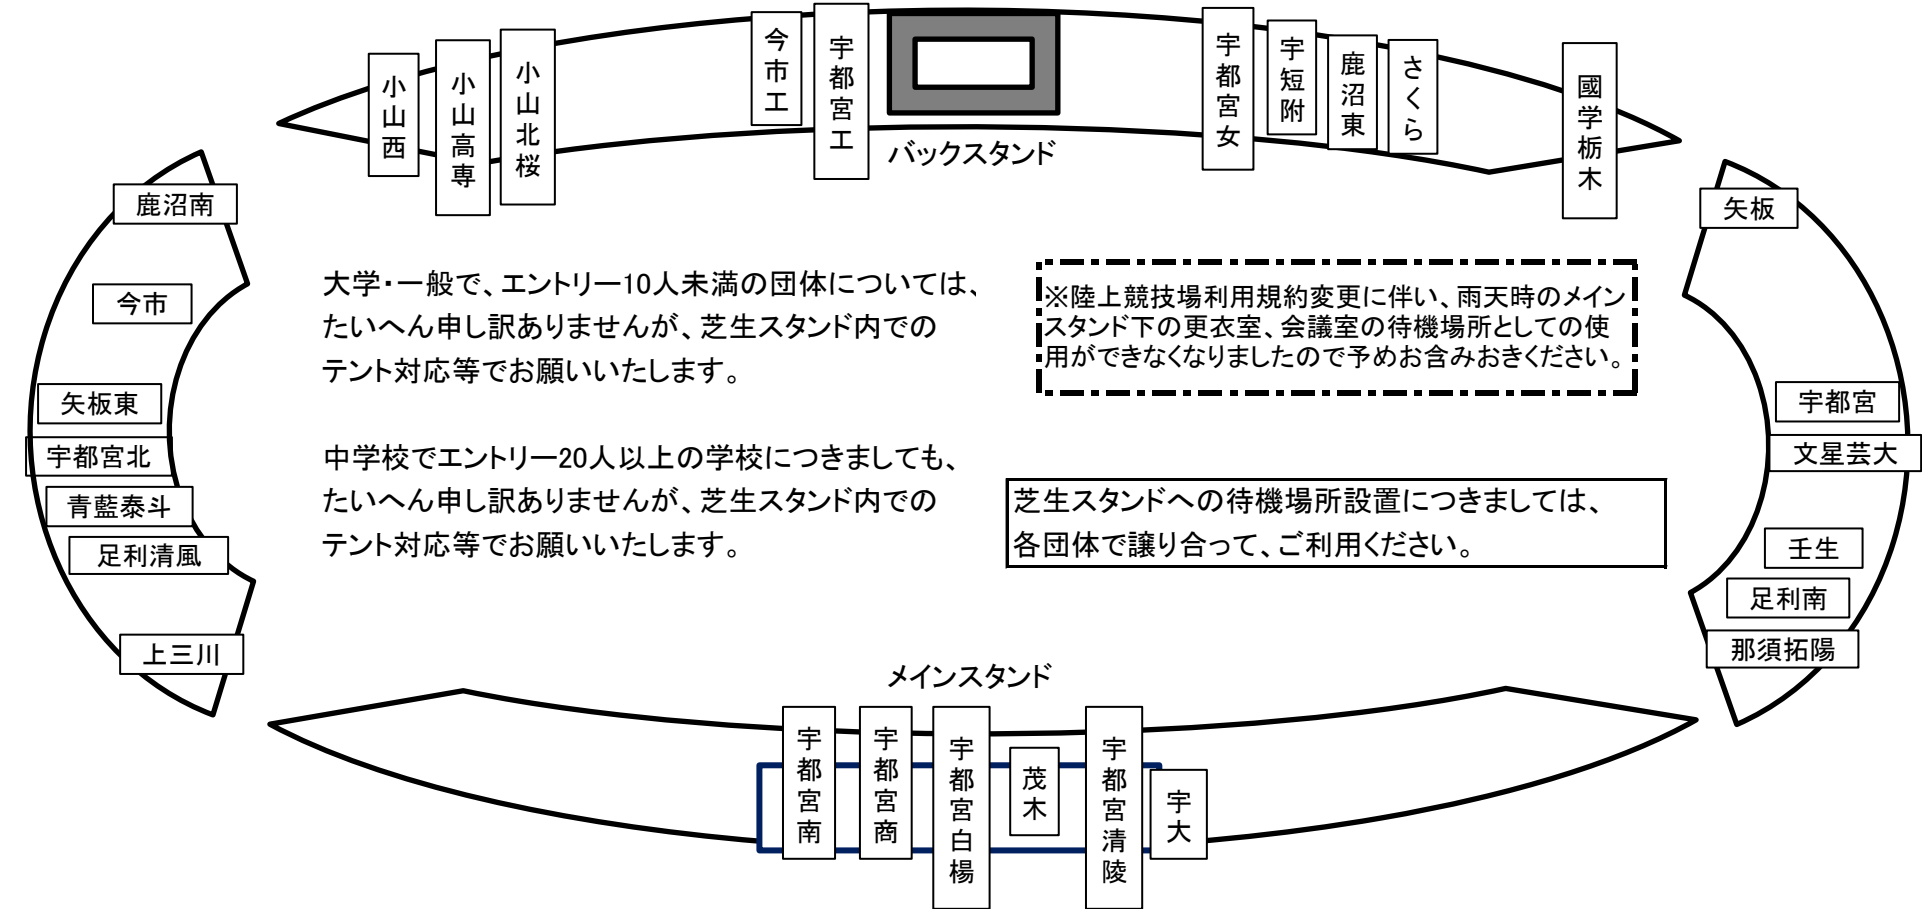 小山西
小山高専
小山北桜
今市工
宇都宮工
宇都宮女
宇短附
鹿沼東
さくら
國学栃木
バックスタンド
鹿沼南
今市
矢板東
宇都宮北
青藍泰斗
足利清風
上三川
大学・一般で、エントリー10人未満の団体については、
たいへん申し訳ありませんが、芝生スタンド内での
テント対応等でお願いいたします。
中学校でエントリー20人以上の学校につきましても、
たいへん申し訳ありませんが、芝生スタンド内での
テント対応等でお願いいたします。
※陸上競技場利用規約変更に伴い、雨天時のメイン
スタンド下の更衣室、会議室の待機場所としての使
用ができなくなりましたので予めお含みおきください。
芝生スタンドへの待機場所設置につきましては、
各団体で譲り合って、ご利用ください。
矢板
宇都宮
文星芸大
壬生
足利南
那須拓陽
メインスタンド
宇都宮南
宇都宮商
宇都宮白楊
茂木
宇都宮清陵
宇大